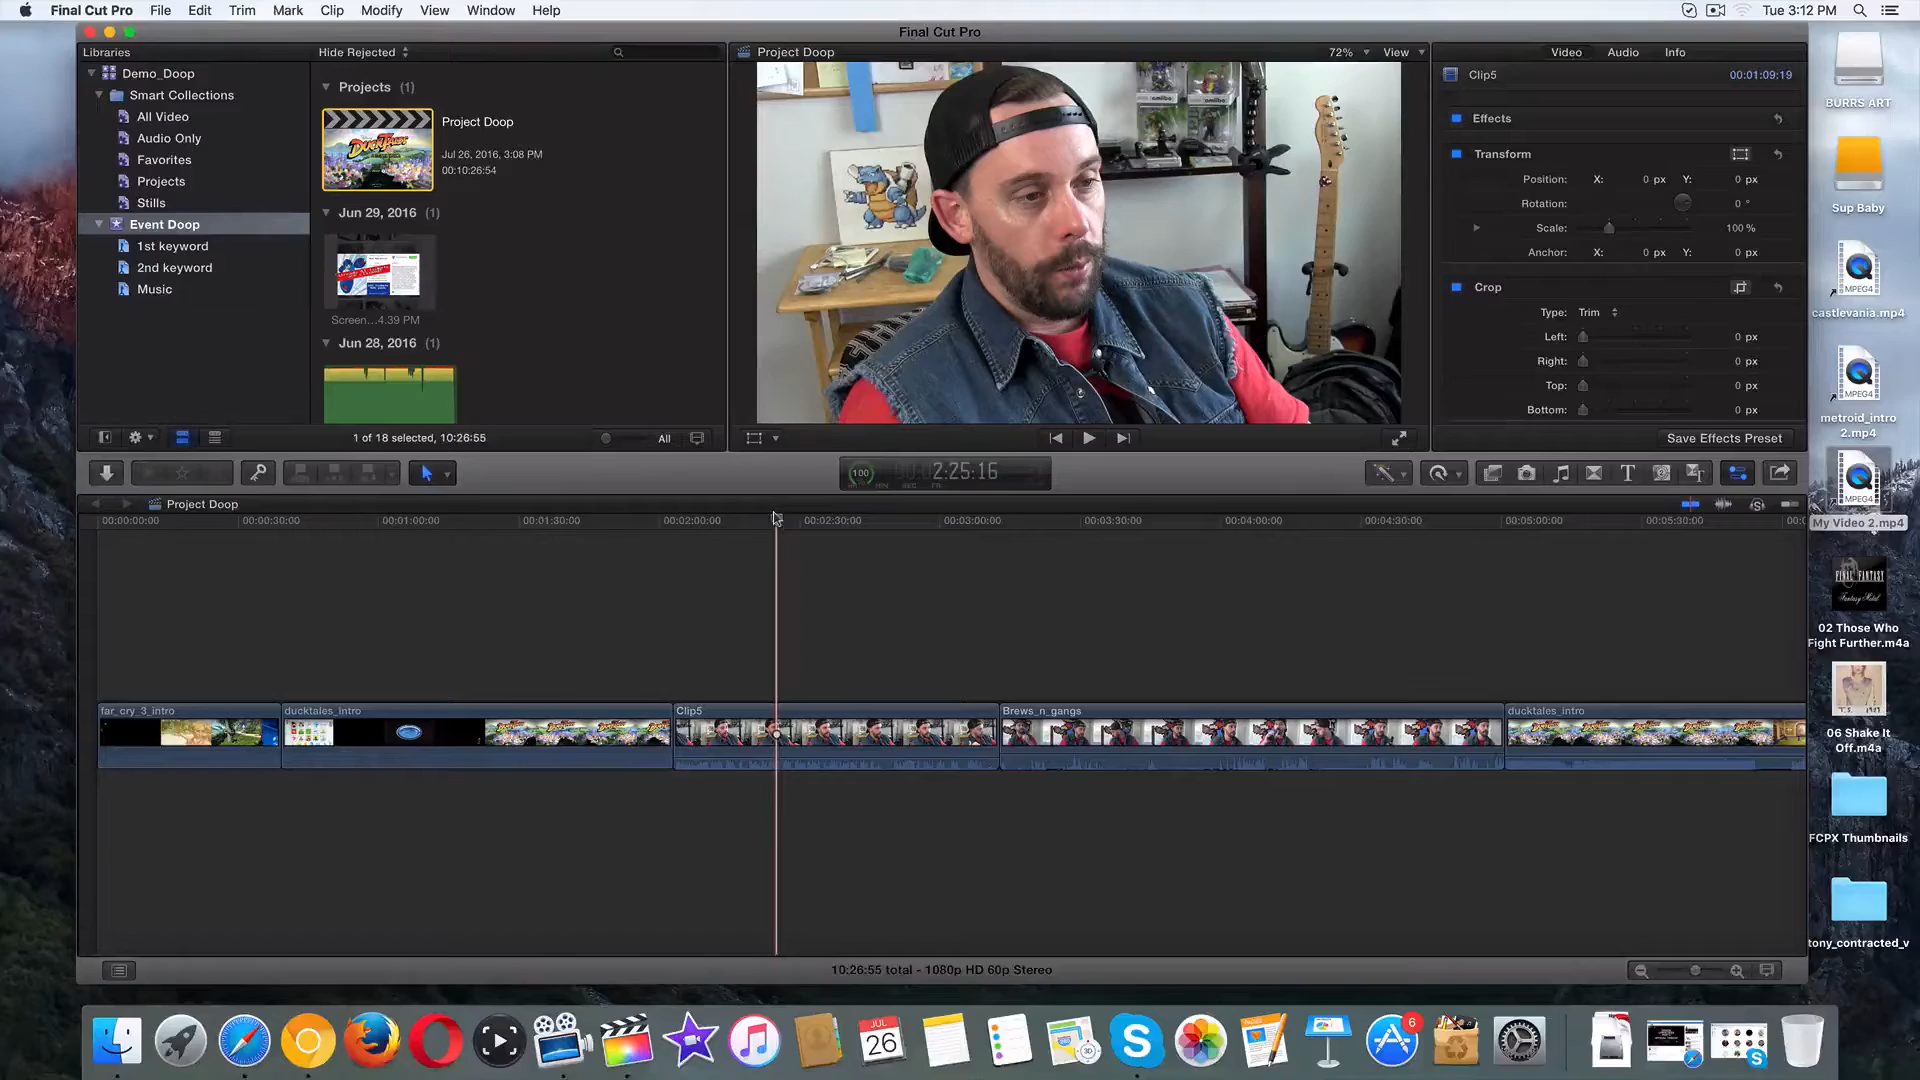 Final Cut Pro File Edit Trim Mark Clip Modify View Window Help Tue 3:12 PM
Final Cut Pro
Libraries
Hide Rejected
Project Doop
72%
View
Video
Audio
Info
Demo_Doop
Smart Collections
All Video
Audio Only
Favorites
Projects
Stills
Event Doop
1st keyword
2nd keyword
Music
Projects (1)
Project Doop
Jul 26, 2016, 3:08 PM
00:10:26:54
Jun 29, 2016 (1)
Screen...4.39 PM
Jun 28, 2016 (1)
1 of 18 selected, 10:26:55
All
Clip5
00:01:09:19
Effects
Transform
Position: X: 0 px Y: 0 px
Rotation: 0 °
Scale: 100 %
Anchor: X: 0 px Y: 0 px
Crop
Type: Trim
Left: 0 px
Right: 0 px
Top: 0 px
Bottom: 0 px
Save Effects Preset
100
2:25:16
Project Doop
00:00:00:00 00:00:30:00 00:01:00:00 00:01:30:00 00:02:00:00 00:02:30:00 00:03:00:00 00:03:30:00 00:04:00:00 00:04:30:00 00:05:00:00 00:05:30:00
far_cry_3_intro
ducktales_intro
Clip5
Brews_n_gangs
ducktales_intro
10:26:55 total - 1080p HD 60p Stereo
BURRS ART
Sup Baby
MPEG4
castlevania.mp4
MPEG4
metroid_intro
2.mp4
MPEG4
My Video 2.mp4
FINAL FANTASY
02 Those Who
Fight Further.m4a
06 Shake It
Off.m4a
FCPX Thumbnails
tony_contracted_v
JUL
26
3D
6